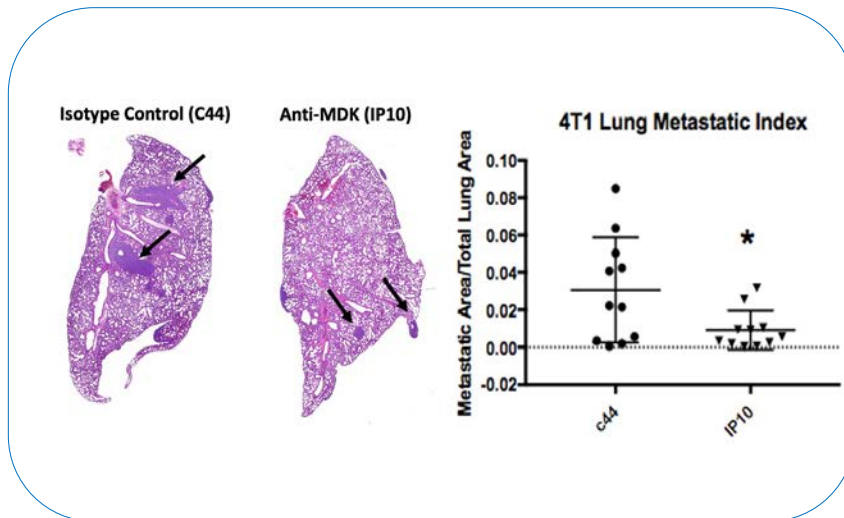 Isotype Control (C44)
Anti-MDK (IP10)
4T1 Lung Metastatic Index
Metastatic Area/Total Lung Area
0.10
0.08
0.06
0.04
0.02
0.00
-0.02
*
c44
IP10